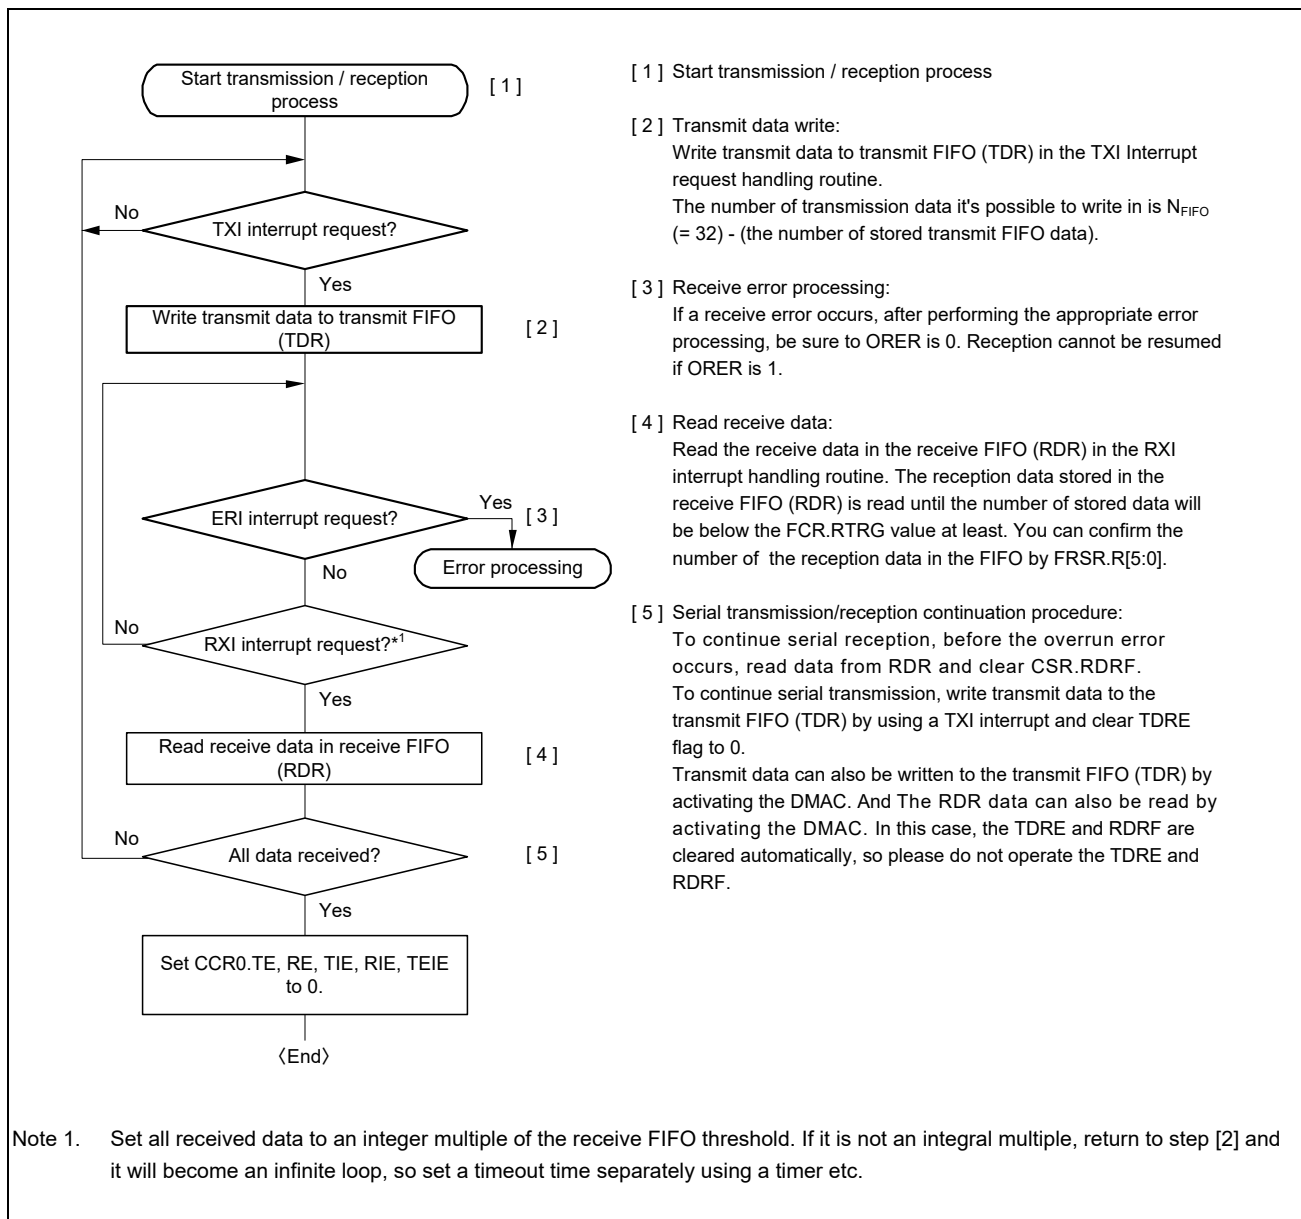 Start transmission / reception
process
[ 1 ]
No
TXI interrupt request?
Yes
Write transmit data to transmit FIFO
(TDR)
[ 2 ]
ERI interrupt request?
Yes
[ 3 ]
Error processing
No
No
RXI interrupt request?*1
Yes
Read receive data in receive FIFO
(RDR)
[ 4 ]
No
All data received?
[ 5 ]
Yes
Set CCR0.TE, RE, TIE, RIE, TEIE
to 0.
〈End〉
[ 1 ] Start transmission / reception process
[ 2 ] Transmit data write:
Write transmit data to transmit FIFO (TDR) in the TXI Interrupt
request handling routine.
The number of transmission data it's possible to write in is NFIFO
(= 32) - (the number of stored transmit FIFO data).
[ 3 ] Receive error processing:
If a receive error occurs, after performing the appropriate error
processing, be sure to ORER is 0. Reception cannot be resumed
if ORER is 1.
[ 4 ] Read receive data:
Read the receive data in the receive FIFO (RDR) in the RXI
interrupt handling routine. The reception data stored in the
receive FIFO (RDR) is read until the number of stored data will
be below the FCR.RTRG value at least. You can confirm the
number of the reception data in the FIFO by FRSR.R[5:0].
[ 5 ] Serial transmission/reception continuation procedure:
To continue serial reception, before the overrun error
occurs, read data from RDR and clear CSR.RDRF.
To continue serial transmission, write transmit data to the
transmit FIFO (TDR) by using a TXI interrupt and clear TDRE
flag to 0.
Transmit data can also be written to the transmit FIFO (TDR) by
activating the DMAC. And The RDR data can also be read by
activating the DMAC. In this case, the TDRE and RDRF are
cleared automatically, so please do not operate the TDRE and
RDRF.
Note 1. Set all received data to an integer multiple of the receive FIFO threshold. If it is not an integral multiple, return to step [2] and
it will become an infinite loop, so set a timeout time separately using a timer etc.